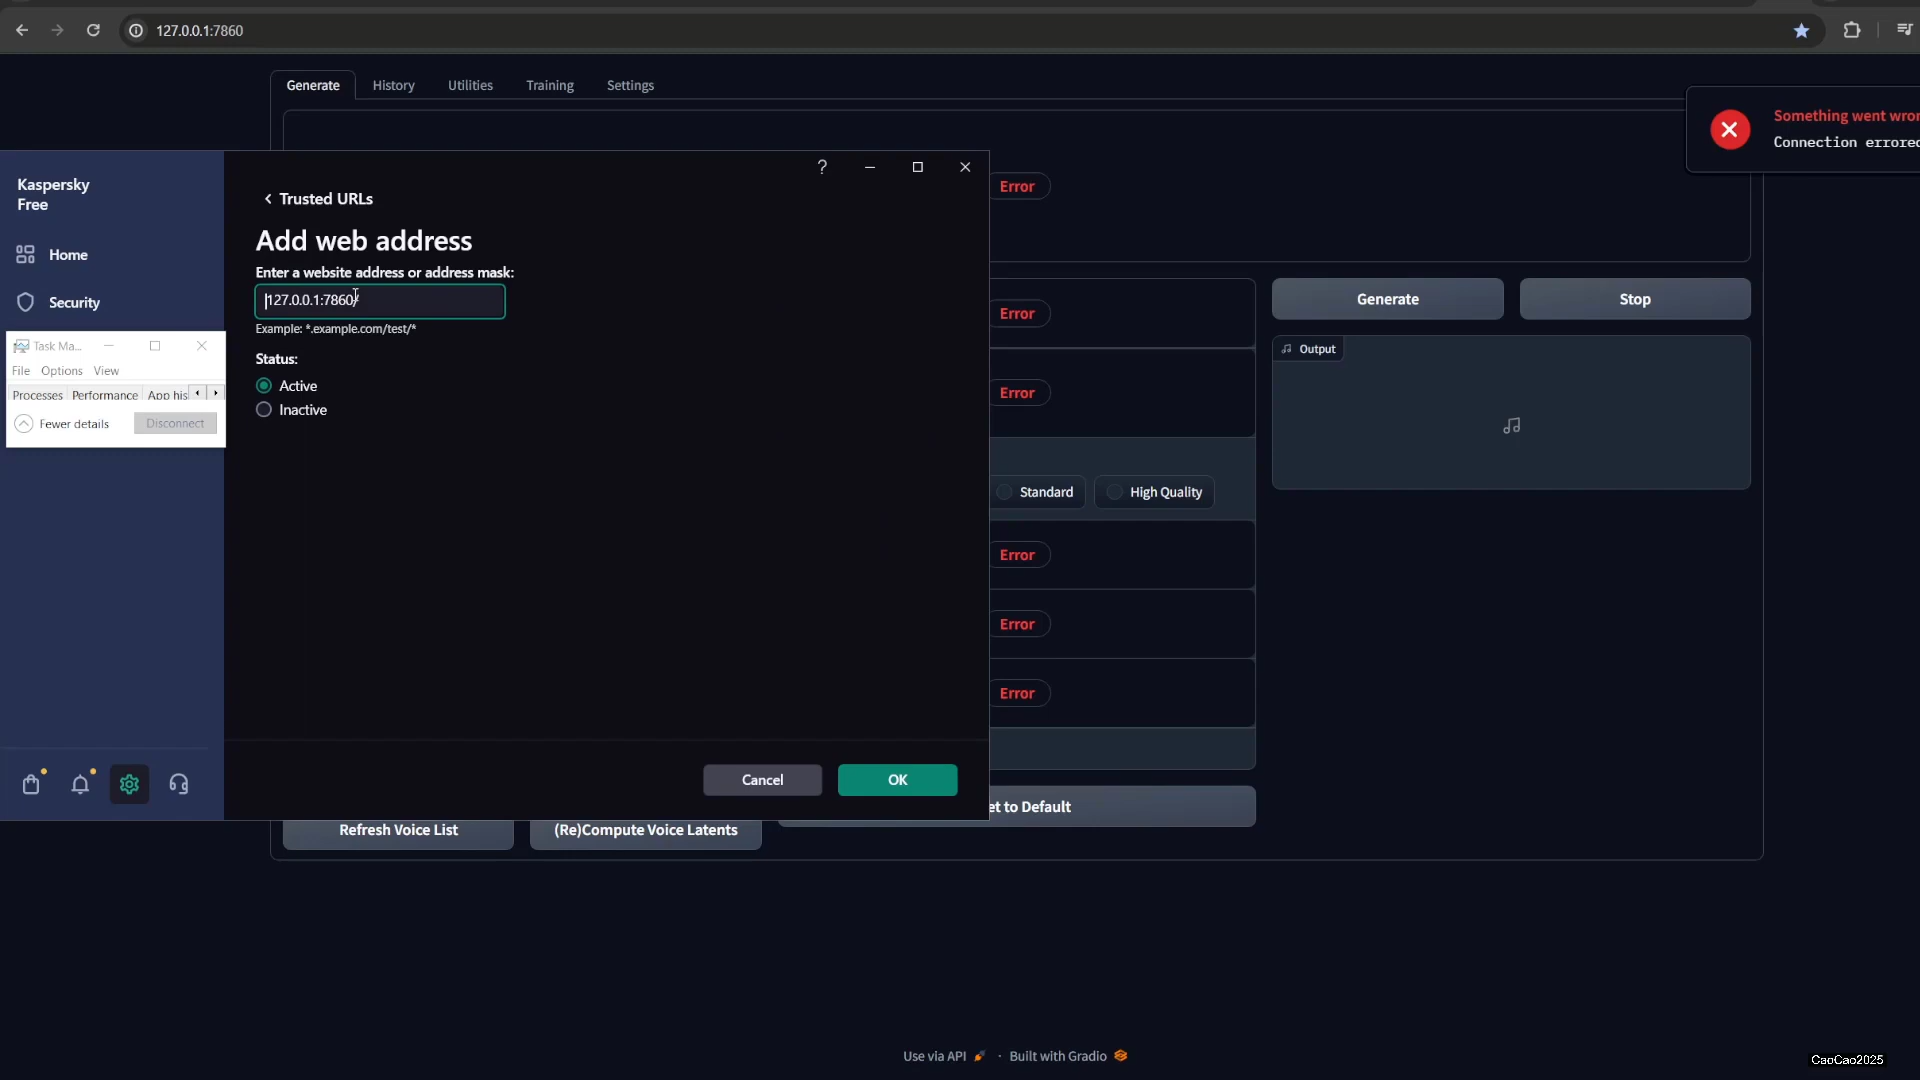 127.0.0.1:7860
Generate
History
Utilities
Training
Settings
Something went
Connection errored
Kaspersky
Free
Home
Security
? 
Trusted URLs
Add web address
Enter a website address or address mask:
127.0.0.1:7860/
Example: *.example.com/test/*
Status:
Active
Inactive
Cancel
OK
Task Ma...
File Options View
Processes Performance App his
Fewer details
Disconnect
Error
Error
Error
Standard
High Quality
Error
Error
Error
Generate
Stop
Output
et to Default
Refresh Voice List
(Re)Compute Voice Latents
Use via API
·
Built with Gradio
CaoCao2025